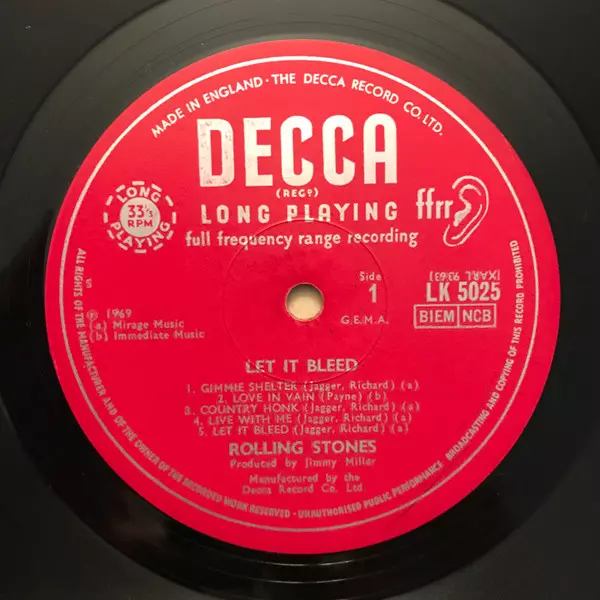 MADE IN ENGLAND · THE DECCA RECORD CO. LTD.
DECCA
(REGD)
LONG PLAYING
ffrr
full frequency range recording
LONG
33⅓
RPM
PLAYING
Side
1
G.E.M.A.
(XARL 9363)
LK 5025
BIEM NCB
S
℗ 1969
(a) Mirage Music
(b) Immediate Music
LET IT BLEED
1. GIMMIE SHELTER (Jagger, Richard) (a)
2. LOVE IN VAIN (Payne) (b)
3. COUNTRY HONK (Jagger, Richard) (a)
4. LIVE WITH ME (Jagger, Richard) (a)
5. LET IT BLEED (Jagger, Richard) (a)
ROLLING STONES
Produced by Jimmy Miller
Manufactured by the
Decca Record Co. Ltd
ALL RIGHTS OF THE MANUFACTURER AND OF THE OWNER OF THE RECORDED WORK RESERVED · UNAUTHORISED PUBLIC PERFORMANCE BROADCASTING AND COPYING OF THIS RECORD PROHIBITED